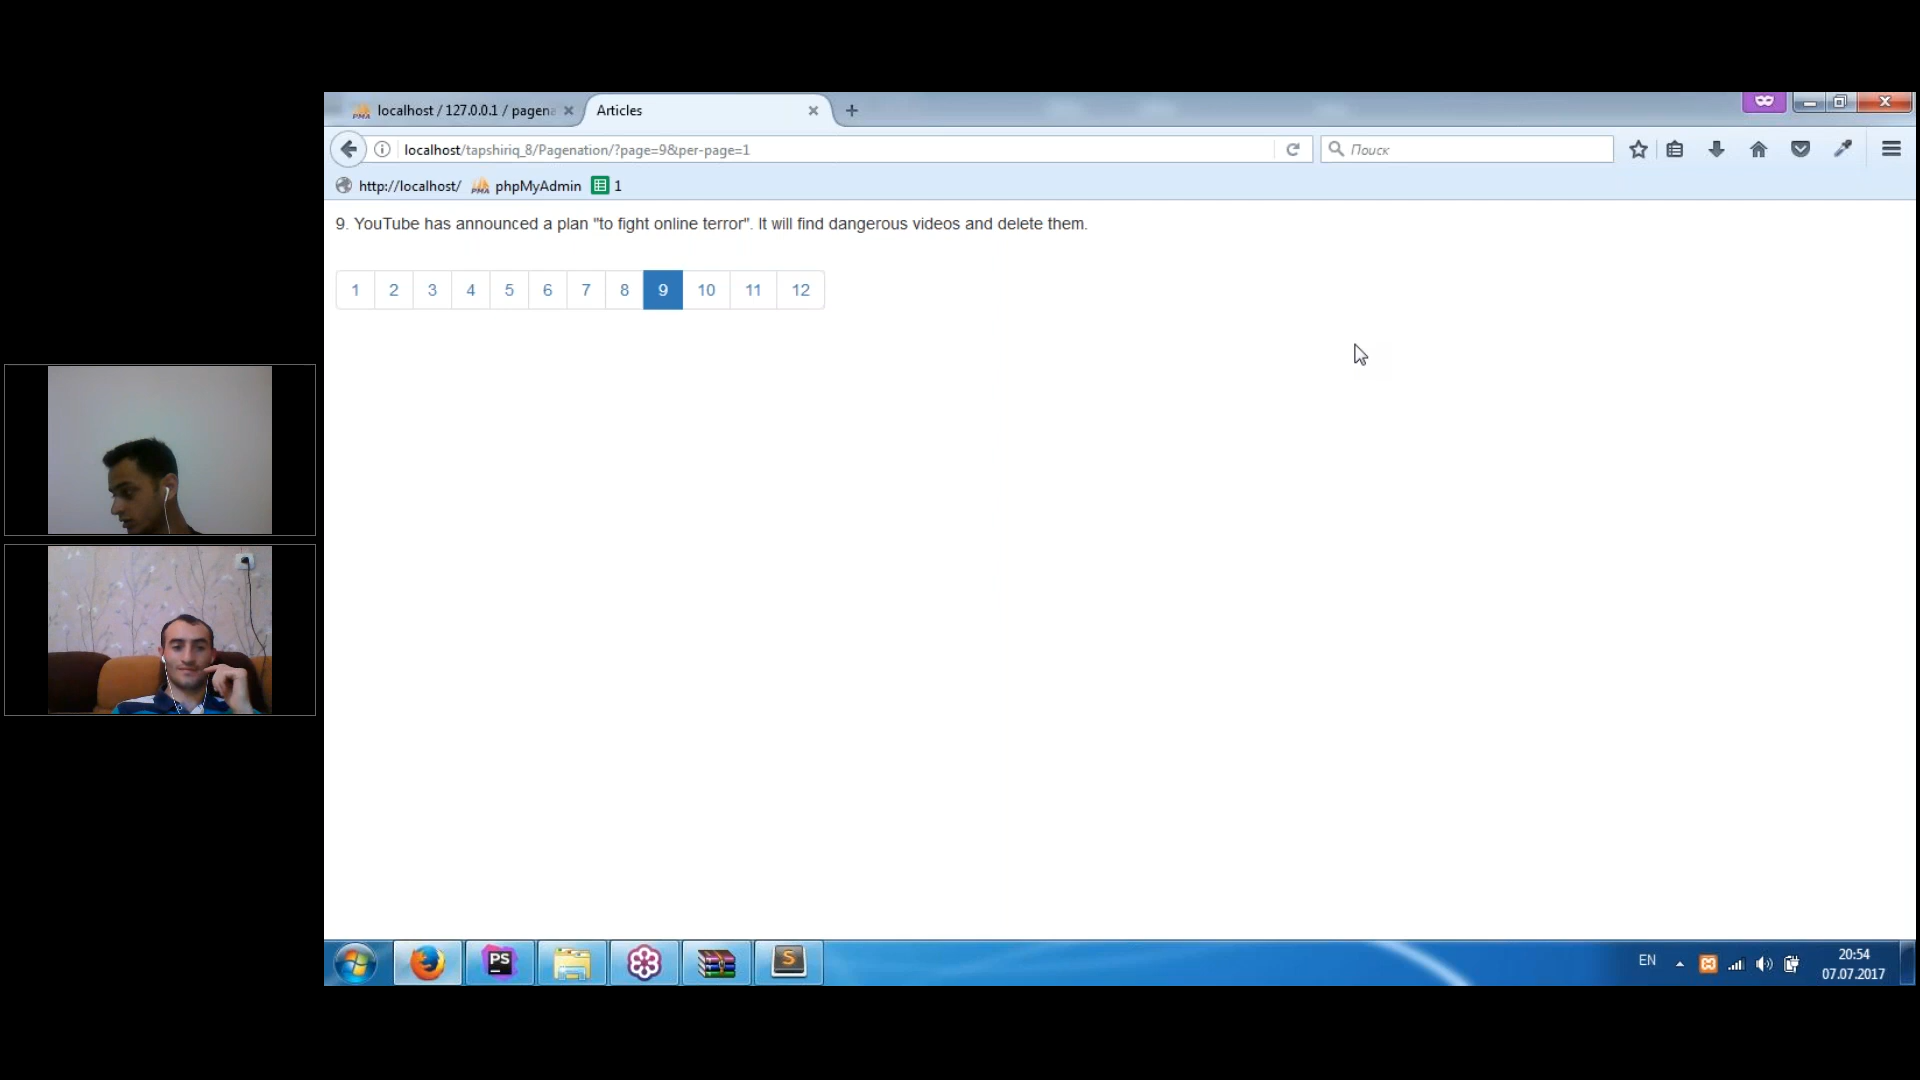 localhost / 127.0.0.1 / pagena
Articles
localhost/tapshiriq_8/Pagenation/?page=9&per-page=1
Поиск
http://localhost/ phpMyAdmin 1
9. YouTube has announced a plan "to fight online terror". It will find dangerous videos and delete them.
1 2 3 4 5 6 7 8 9 10 11 12
PS
S
EN
20:54
07.07.2017